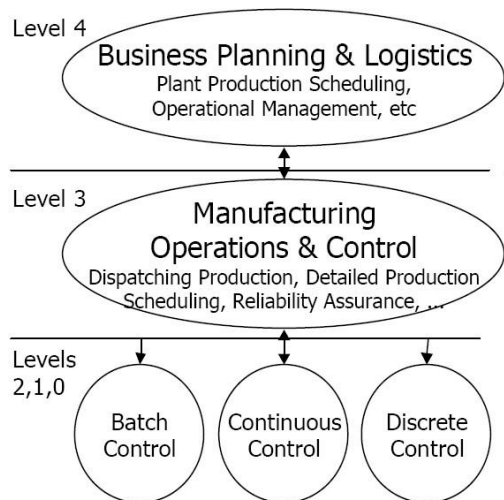 Level 4
Business Planning & Logistics
Plant Production Scheduling,
Operational Management, etc
Level 3
Manufacturing
Operations & Control
Dispatching Production, Detailed Production
Scheduling, Reliability Assurance, ...
Levels
2,1,0
Batch
Control
Continuous
Control
Discrete
Control